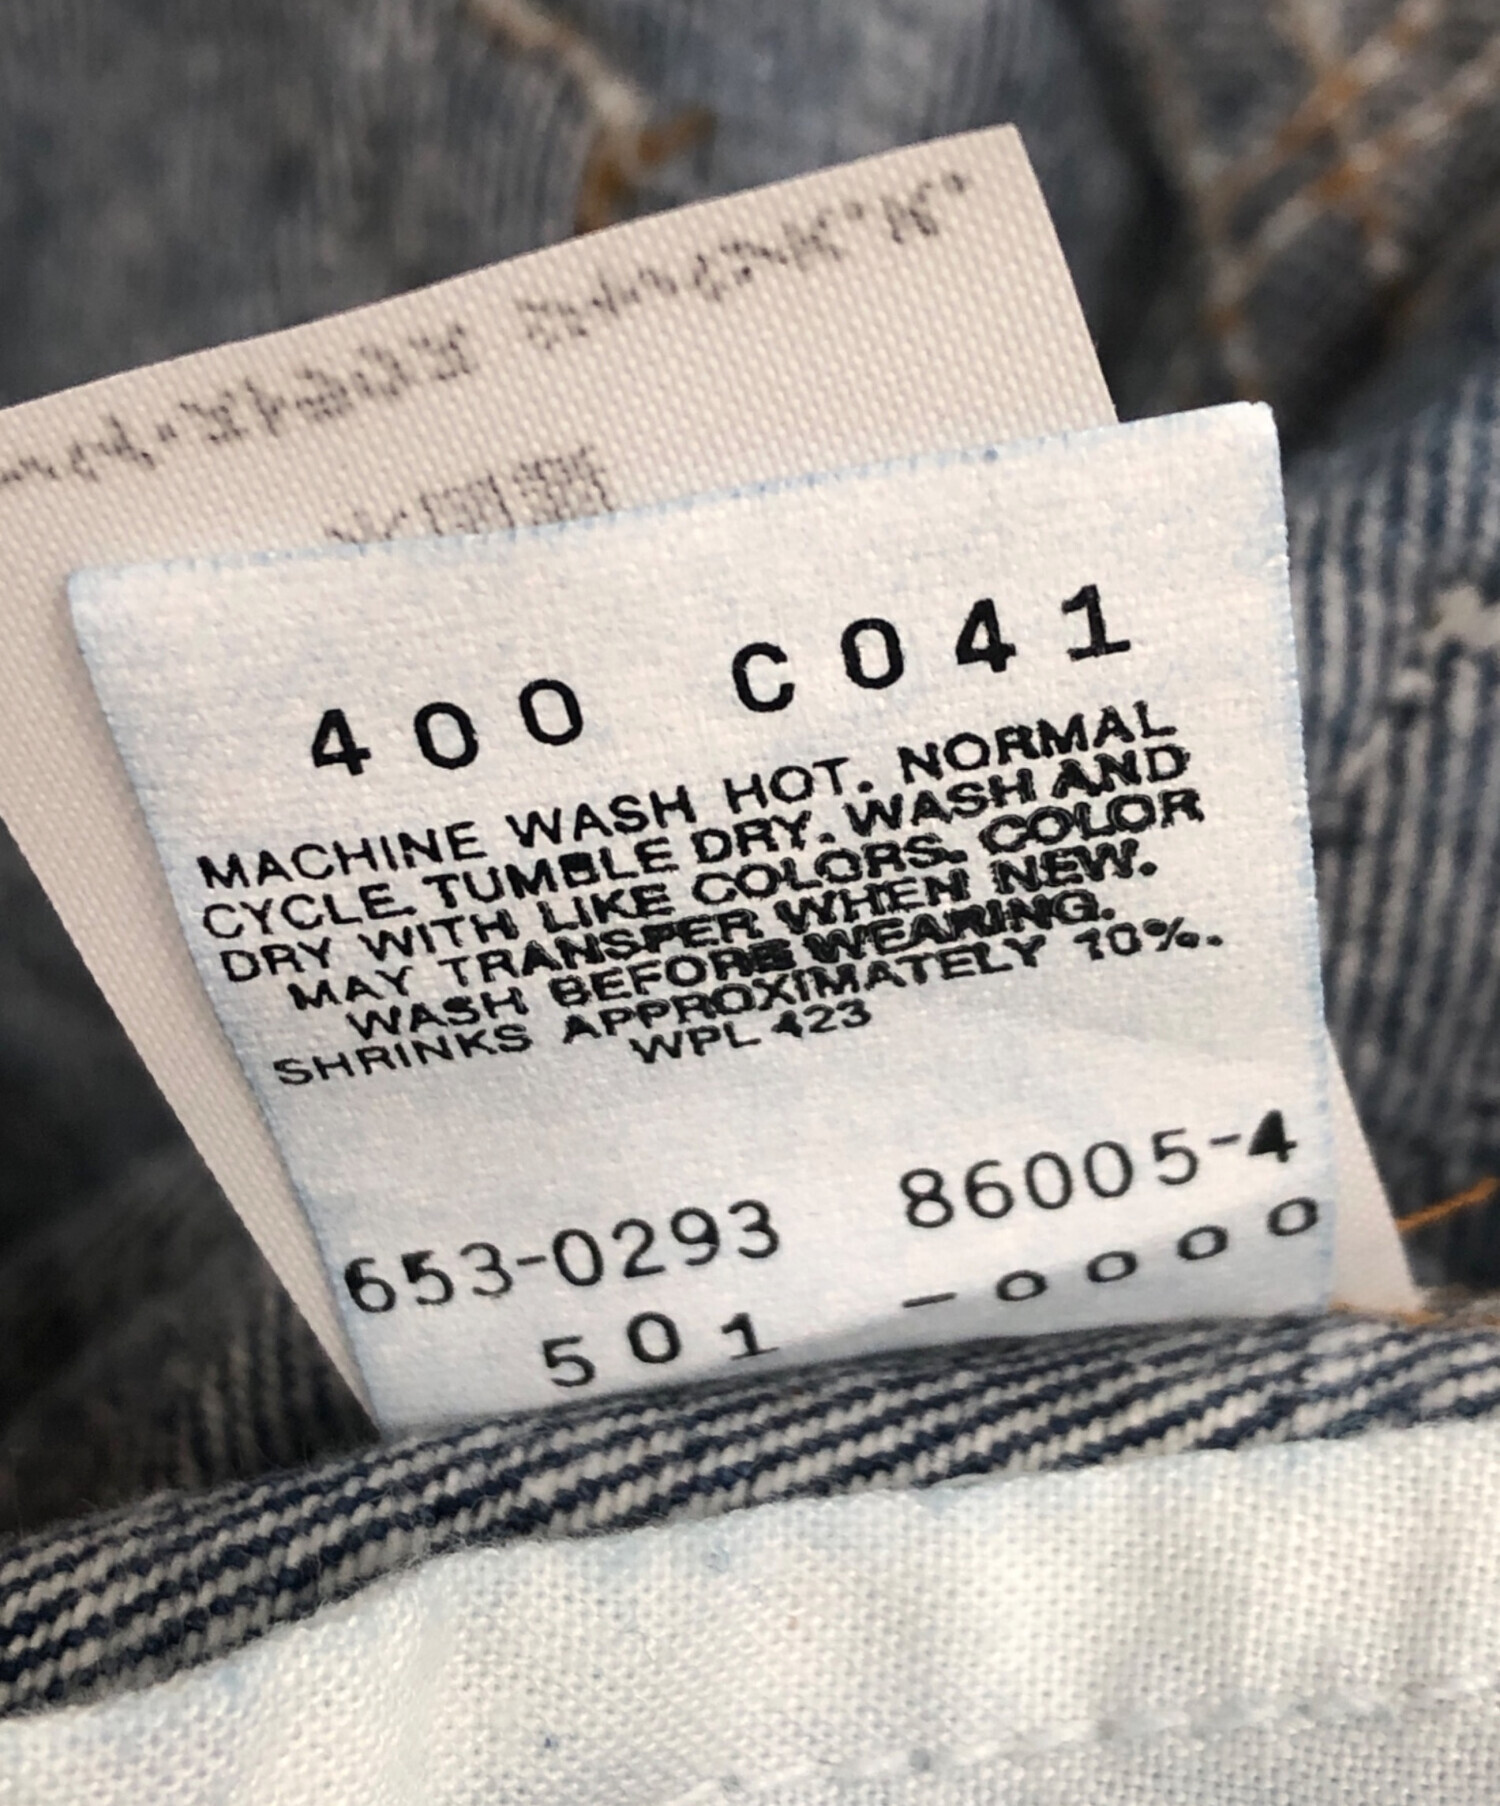 400 C041
MACHINE WASH HOT. NORMAL
CYCLE. TUMBLE DRY. WASH AND
DRY WITH LIKE COLORS. COLOR
MAY TRANSFER WHEN NEW.
WASH BEFORE WEARING.
SHRINKS APPROXIMATELY 10%.
WPL 423
653-0293 86005-4
501 -0000